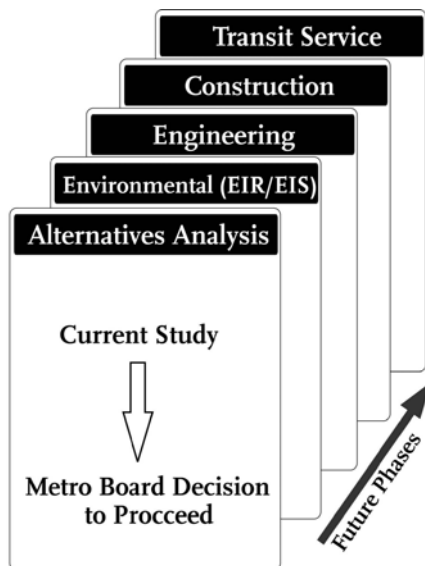 Transit Service
Construction
Engineering
Environmental (EIR/EIS)
Alternatives Analysis
Current Study
Metro Board Decision
to Procceed
Future Phases